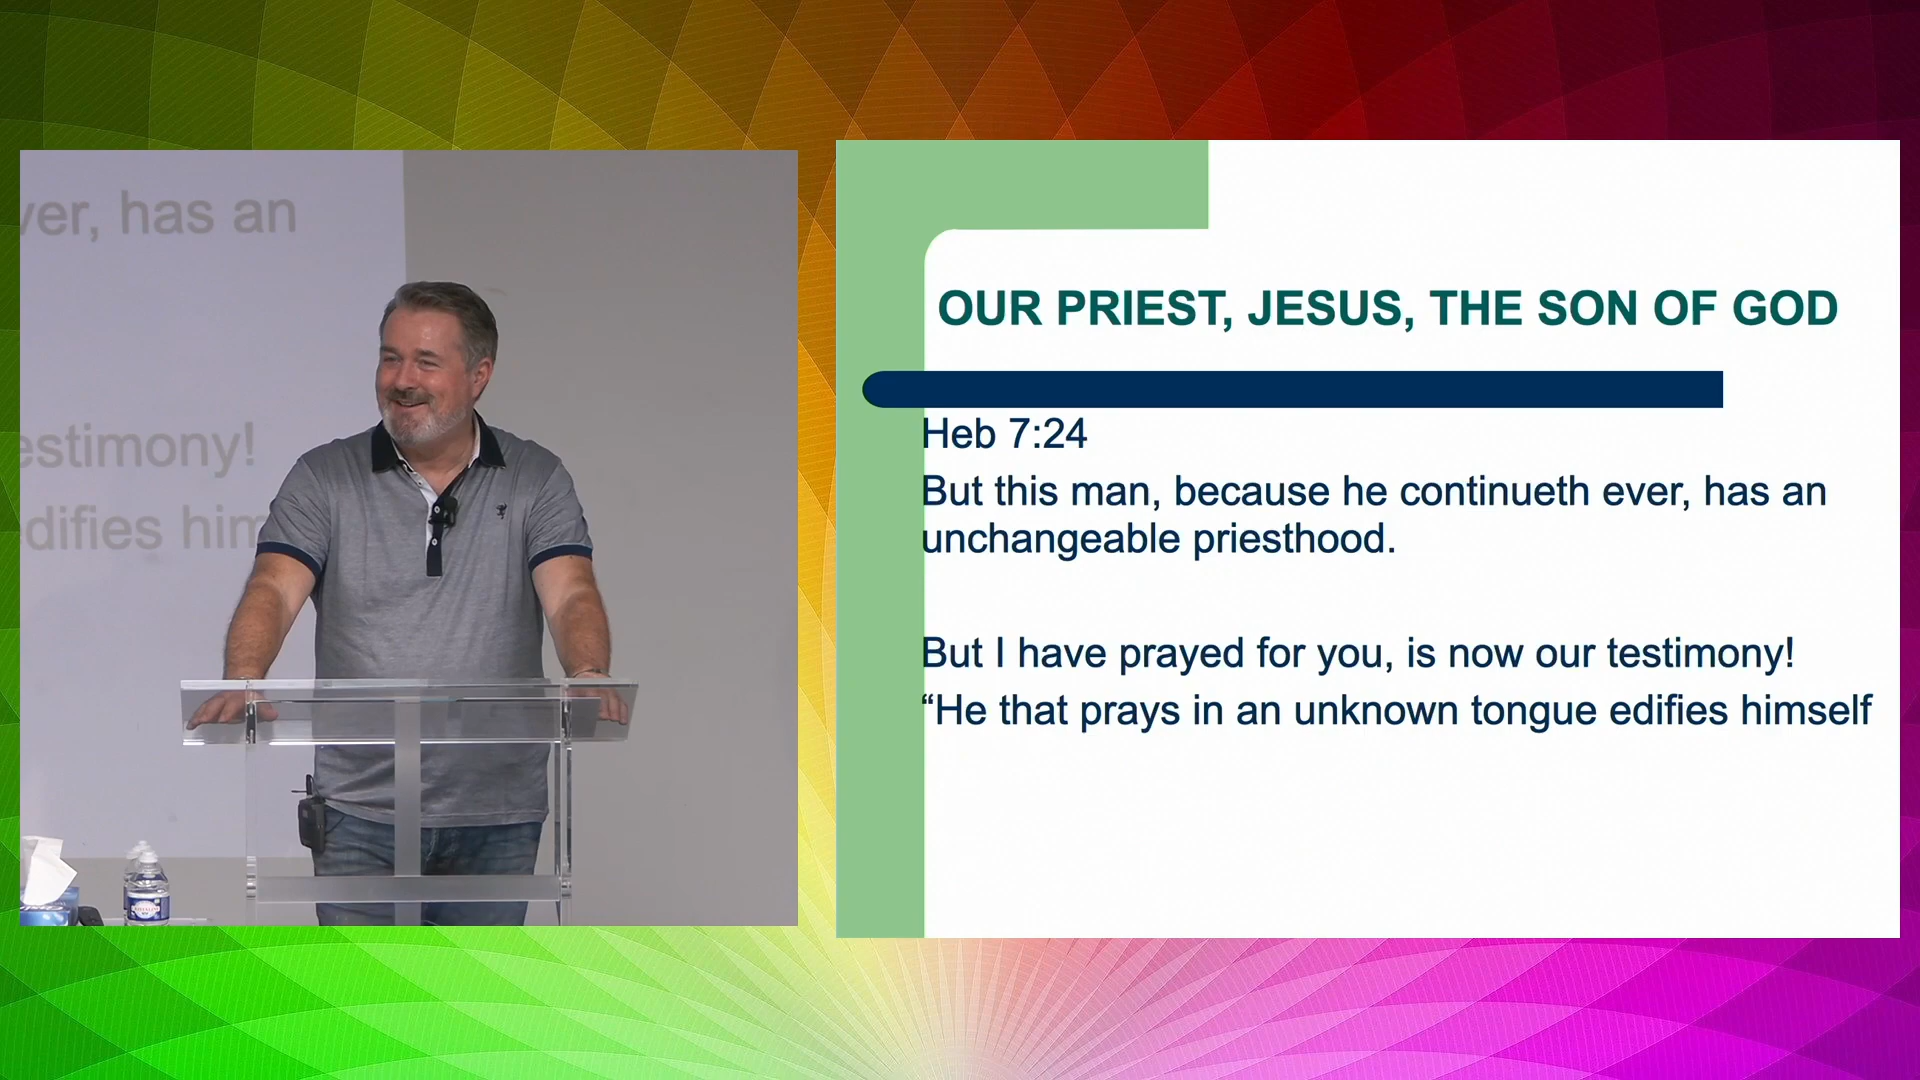 ver, has an
estimony!
edifies him
OUR PRIEST, JESUS, THE SON OF GOD
Heb 7:24
But this man, because he continueth ever, has an
unchangeable priesthood.
But I have prayed for you, is now our testimony!
“He that prays in an unknown tongue edifies himself